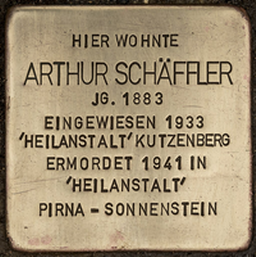 HIER WOHNTE
ARTHUR SCHÄFFLER
JG. 1883
EINGEWIESEN 1933
'HEILANSTALT' KUTZENBERG
ERMORDET 1941 IN
'HEILANSTALT'
PIRNA – SONNENSTEIN